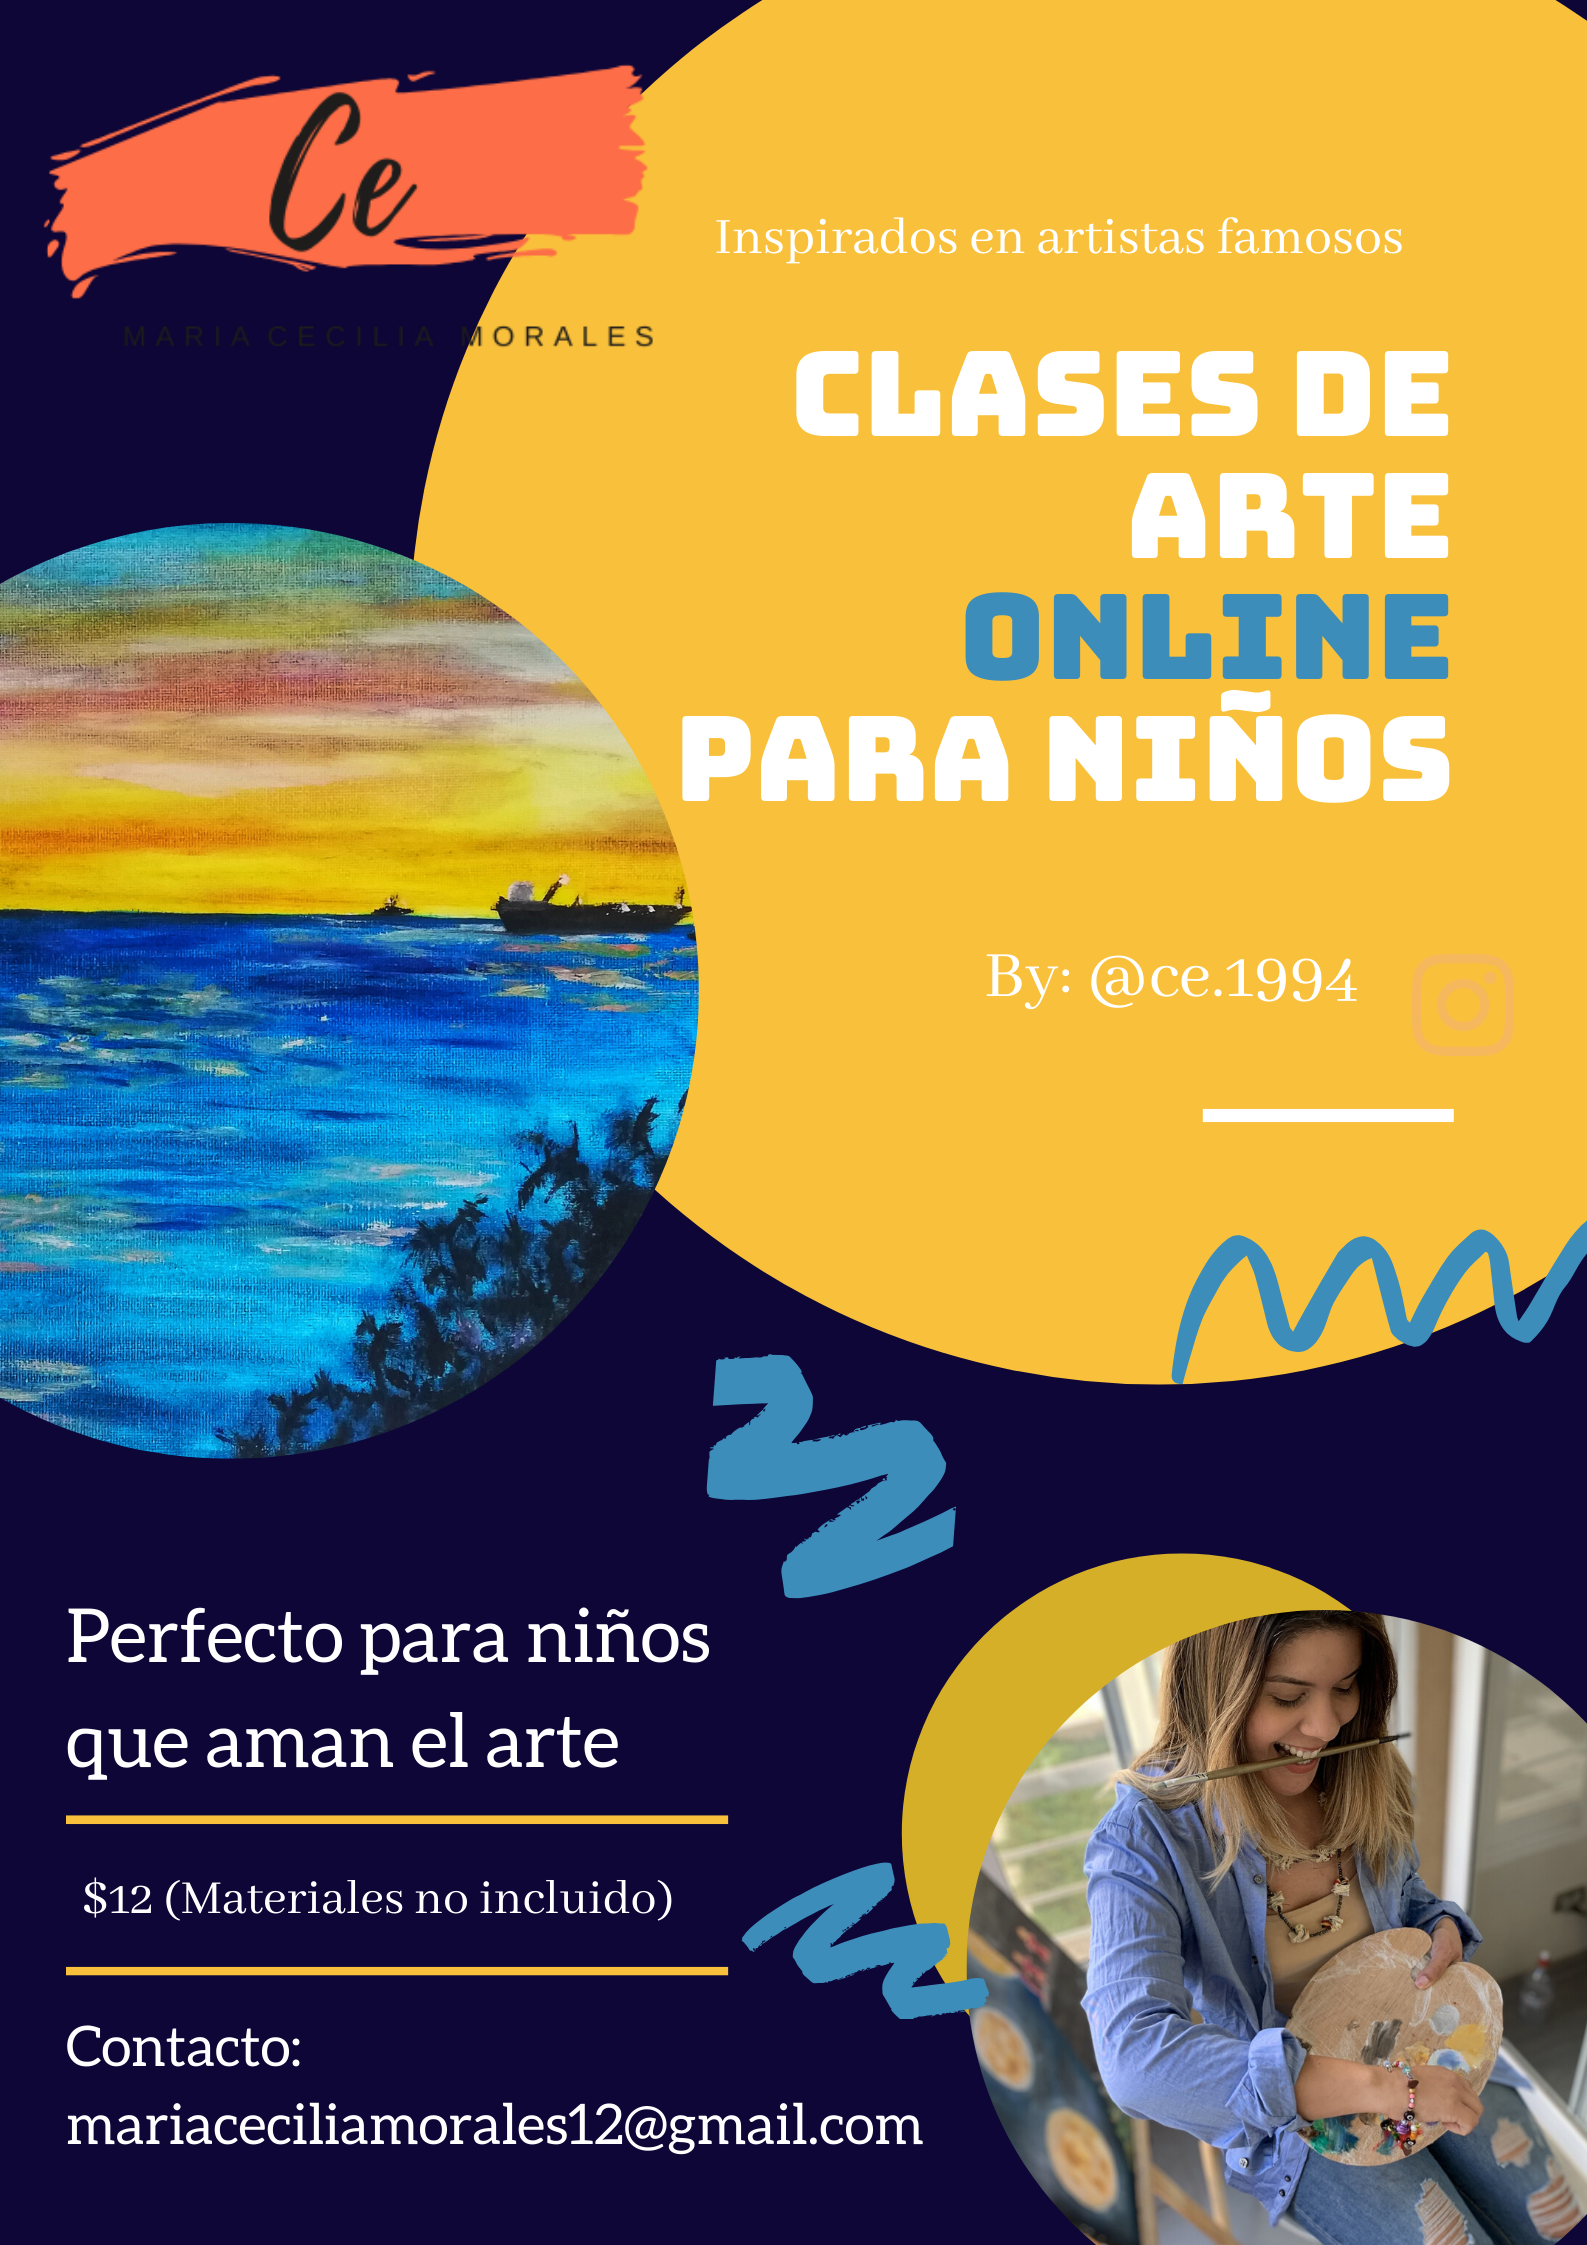 Ce
MARIA CECILIA MORALES
Inspirados en artistas famosos
CLASES DE
ARTE
ONLINE
PARA NIÑOS
By: @ce.1994
Perfecto para niños
que aman el arte
$12 (Materiales no incluido)
Contacto:
mariaceciliamorales12@gmail.com